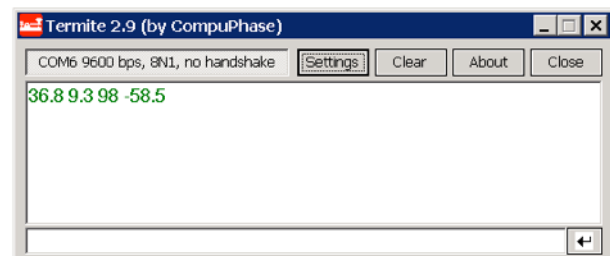 Termite 2.9 (by CompuPhase)
COM6 9600 bps, 8N1, no handshake Settings Clear About Close
36.8 9.3 98 -58.5